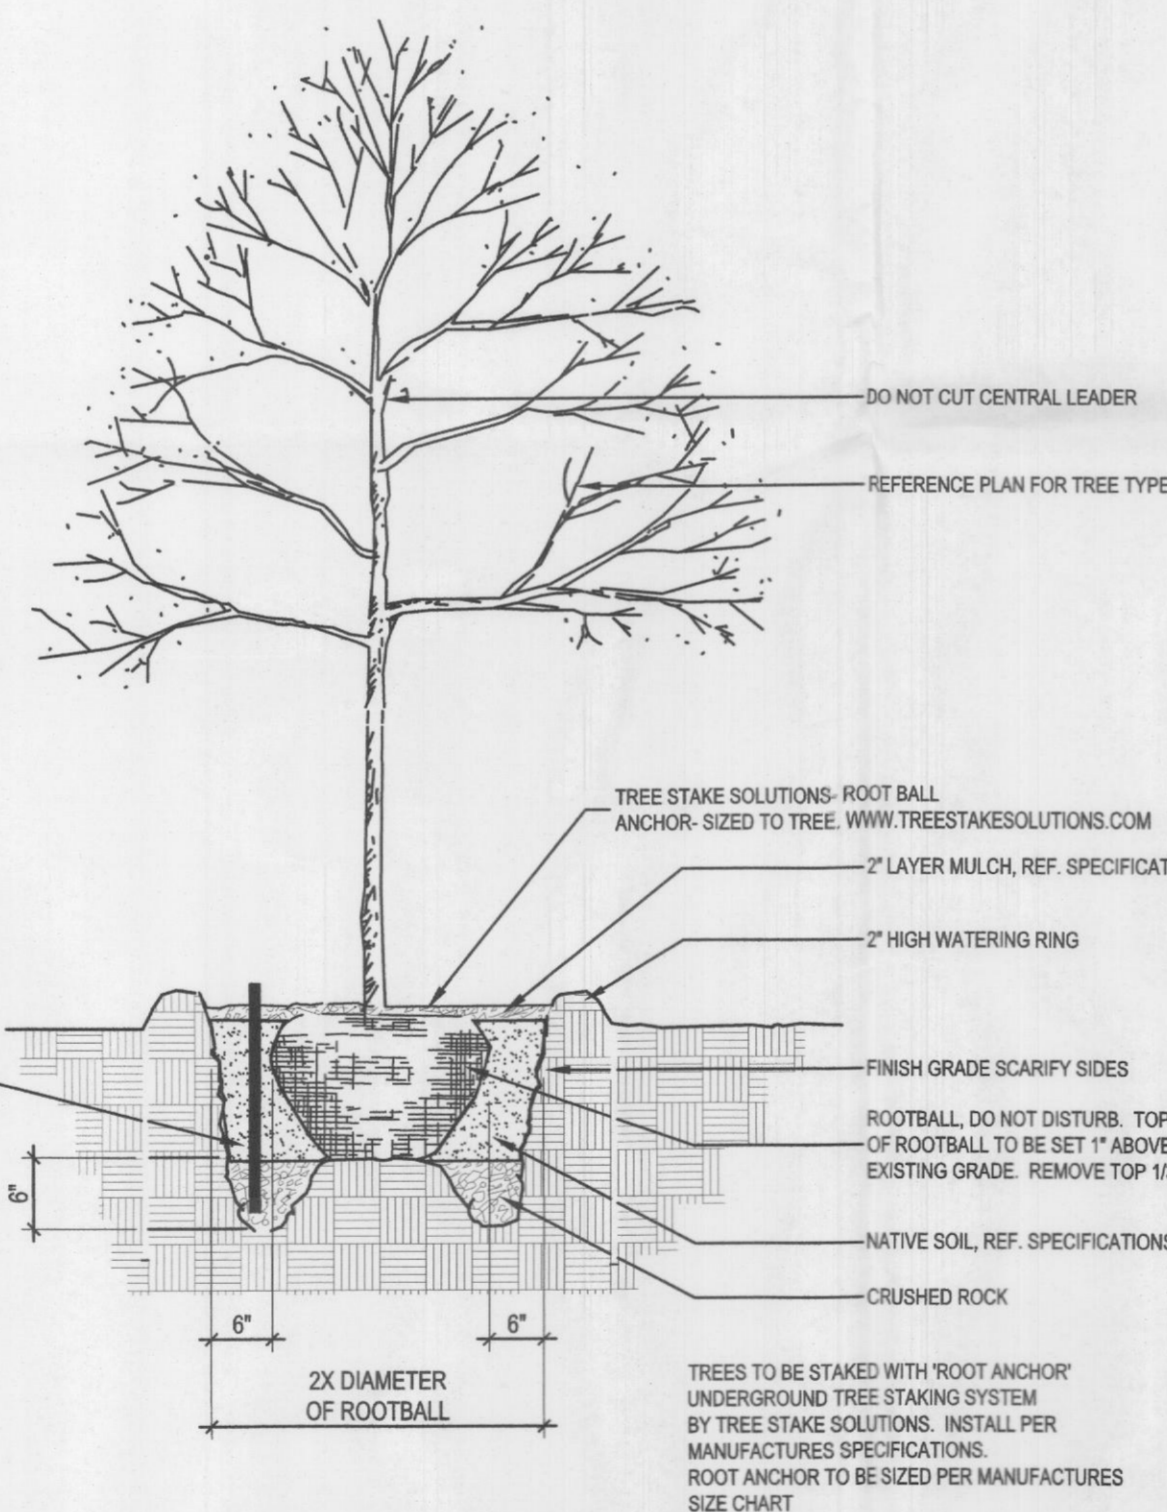 DO NOT CUT CENTRAL LEADER
REFERENCE PLAN FOR TREE TYPE
TREE STAKE SOLUTIONS- ROOT BALL
ANCHOR- SIZED TO TREE. WWW.TREESTAKESOLUTIONS.COM
2" LAYER MULCH, REF. SPECIFICAT
2" HIGH WATERING RING
FINISH GRADE SCARIFY SIDES
ROOTBALL, DO NOT DISTURB. TOP
OF ROOTBALL TO BE SET 1" ABOVE
EXISTING GRADE. REMOVE TOP 1/
6"
NATIVE SOIL, REF. SPECIFICATIONS
CRUSHED ROCK
6"
6"
2X DIAMETER
OF ROOTBALL
TREES TO BE STAKED WITH 'ROOT ANCHOR'
UNDERGROUND TREE STAKING SYSTEM
BY TREE STAKE SOLUTIONS. INSTALL PER
MANUFACTURES SPECIFICATIONS.
ROOT ANCHOR TO BE SIZED PER MANUFACTURES
SIZE CHART